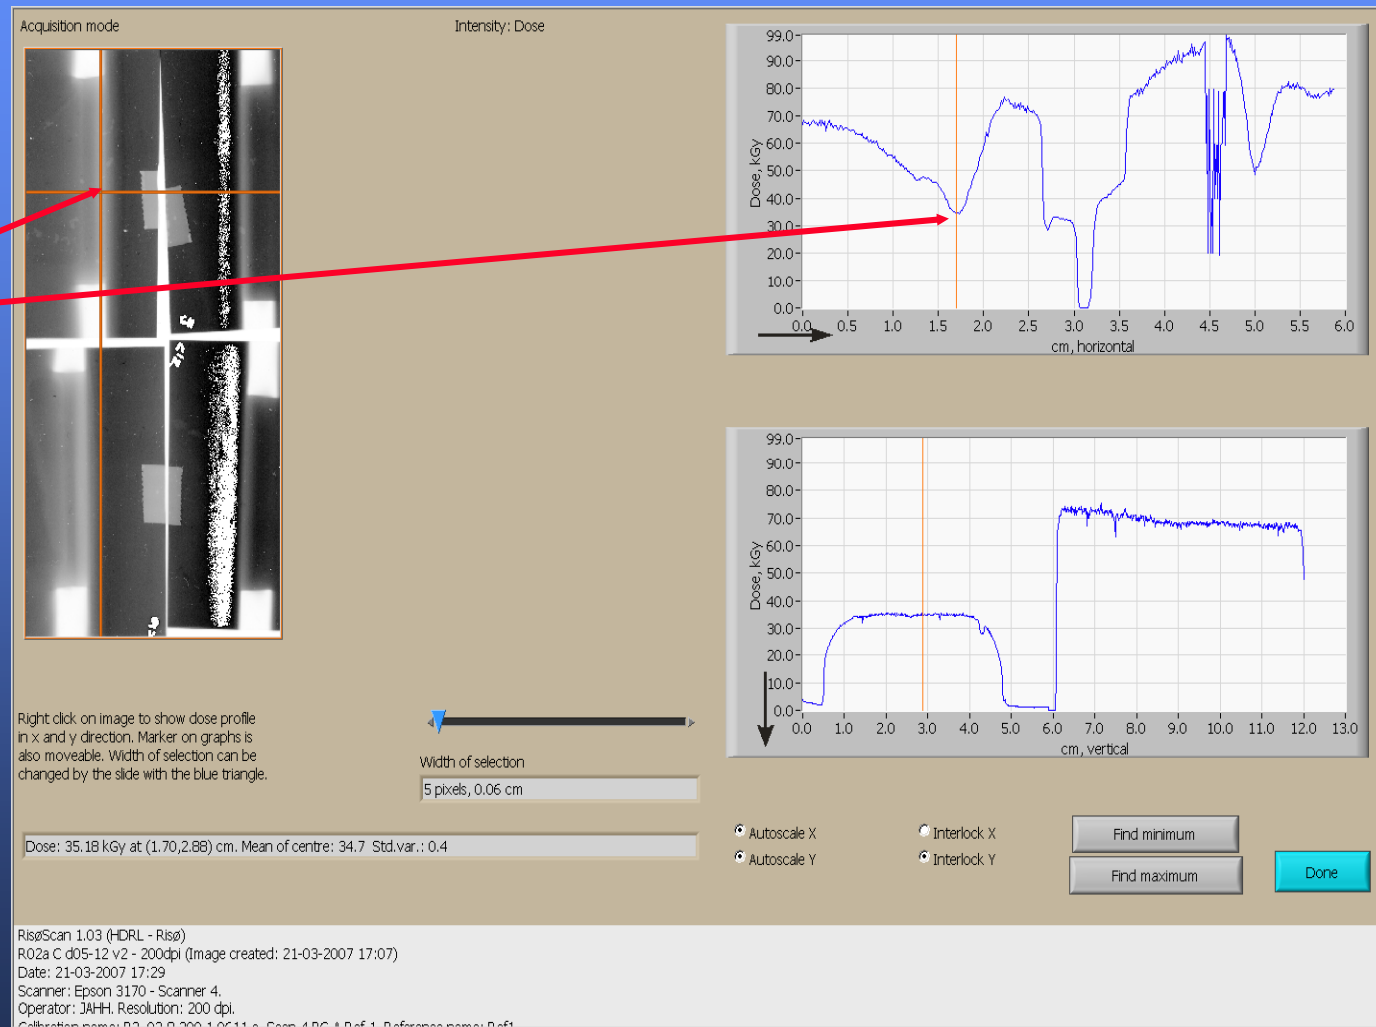 Acquisition mode
Intensity: Dose
99.0
90.0
80.0
70.0
60.0
50.0
40.0
30.0
20.0
10.0
0.0
Dose, kGy
0.0 0.5 1.0 1.5 2.0 2.5 3.0 3.5 4.0 4.5 5.0 5.5 6.0
cm, horizontal
99.0
90.0
80.0
70.0
60.0
50.0
40.0
30.0
20.0
10.0
0.0
Dose, kGy
0.0 1.0 2.0 3.0 4.0 5.0 6.0 7.0 8.0 9.0 10.0 11.0 12.0 13.0
cm, vertical
Right click on image to show dose profile
in x and y direction. Marker on graphs is
also moveable. Width of selection can be
changed by the slide with the blue triangle.
Width of selection
5 pixels, 0.06 cm
Dose: 35.18 kGy at (1.70,2.88) cm. Mean of centre: 34.7 Std.var.: 0.4
Autoscale X
Autoscale Y
Interlock X
Interlock Y
Find minimum
Find maximum
Done
RisøScan 1.03 (HDRL - Risø)
R02a C d05-12 v2 - 200dpi (Image created: 21-03-2007 17:07)
Date: 21-03-2007 17:29
Scanner: Epson 3170 - Scanner 4.
Operator: JAHH. Resolution: 200 dpi.
Calibration name: